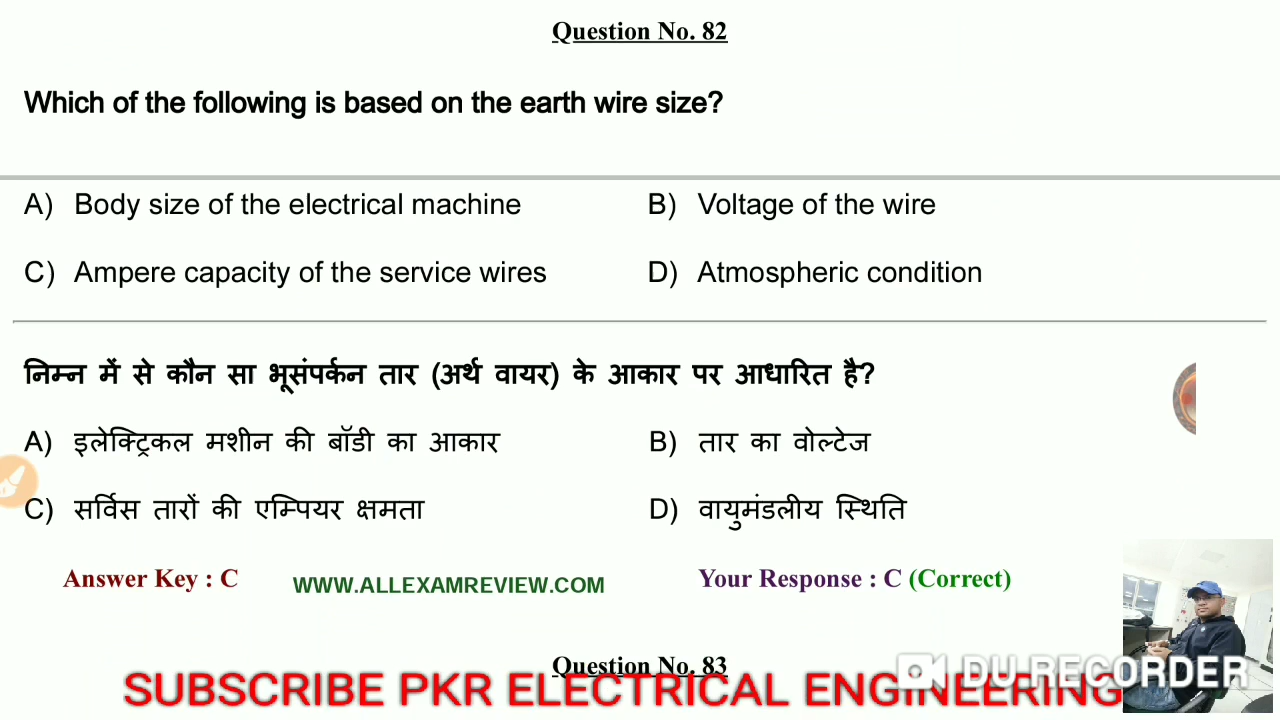 Question No. 82
Which of the following is based on the earth wire size?
A) Body size of the electrical machine B) Voltage of the wire
C) Ampere capacity of the service wires D) Atmospheric condition
निम्न में से कौन सा भूसंपर्कन तार (अर्थ वायर) के आकार पर आधारित है?
A) इलेक्ट्रिकल मशीन की बॉडी का आकार B) तार का वोल्टेज
C) सर्विस तारों की एम्पियर क्षमता D) वायुमंडलीय स्थिति
Answer Key : C WWW.ALLEXAMREVIEW.COM Your Response : C (Correct)
Question No. 83
DU RECORDER
SUBSCRIBE PKR ELECTRICAL ENGINEERING